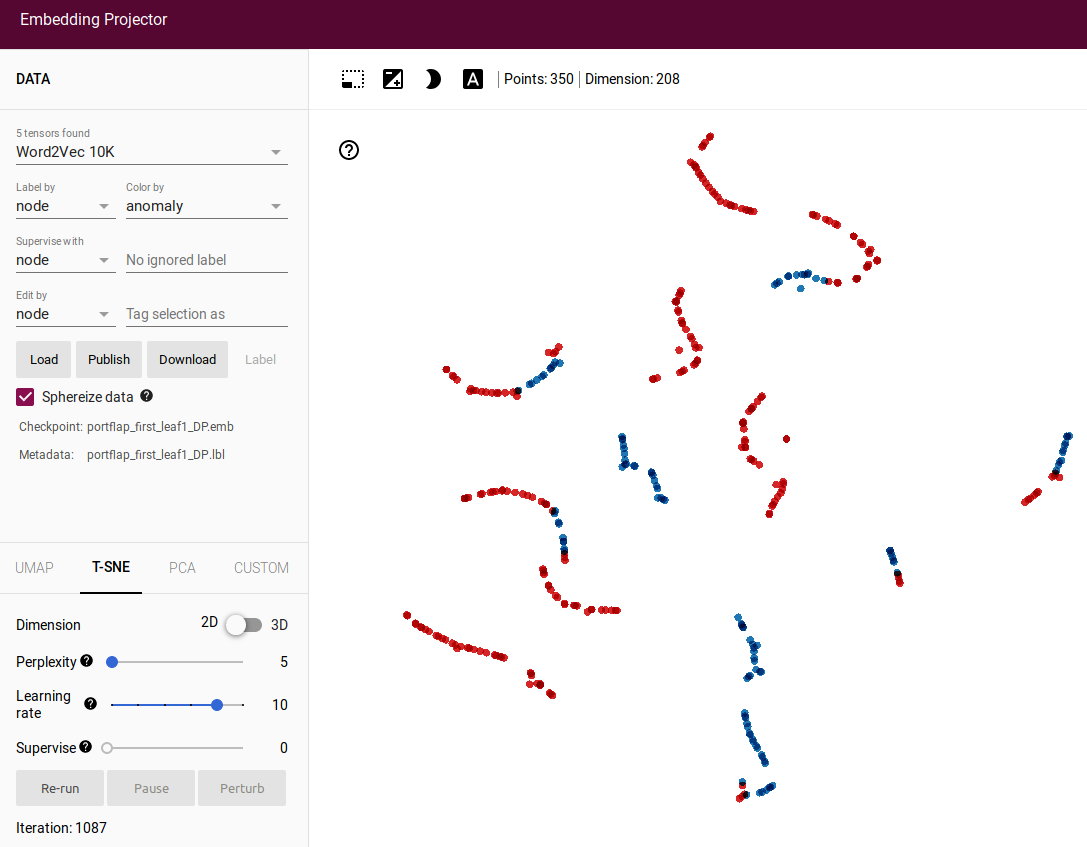 Embedding Projector
DATA
Points: 350 | Dimension: 208
5 tensors found
Word2Vec 10K
Label by Color by
node anomaly
Supervise with
node No ignored label
Edit by
node Tag selection as
Load Publish Download Label
Sphereize data
Checkpoint: portflap_first_leaf1_DP.emb
Metadata: portflap_first_leaf1_DP.lbl
UMAP T-SNE PCA CUSTOM
Dimension 2D 3D
Perplexity 5
Learning
rate 10
Supervise 0
Re-run Pause Perturb
Iteration: 1087